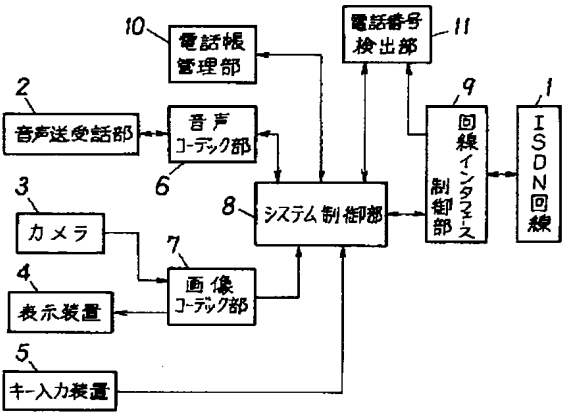 10
電話帳
管理部
電話番号
検出部
11
2
音声送受話部
音声
コーデック部
6
9
回線インタフェース
制御部
1
ISDN回線
8
システム制御部
3
カメラ
7
画像
コーデック部
4
表示装置
5
キー入力装置